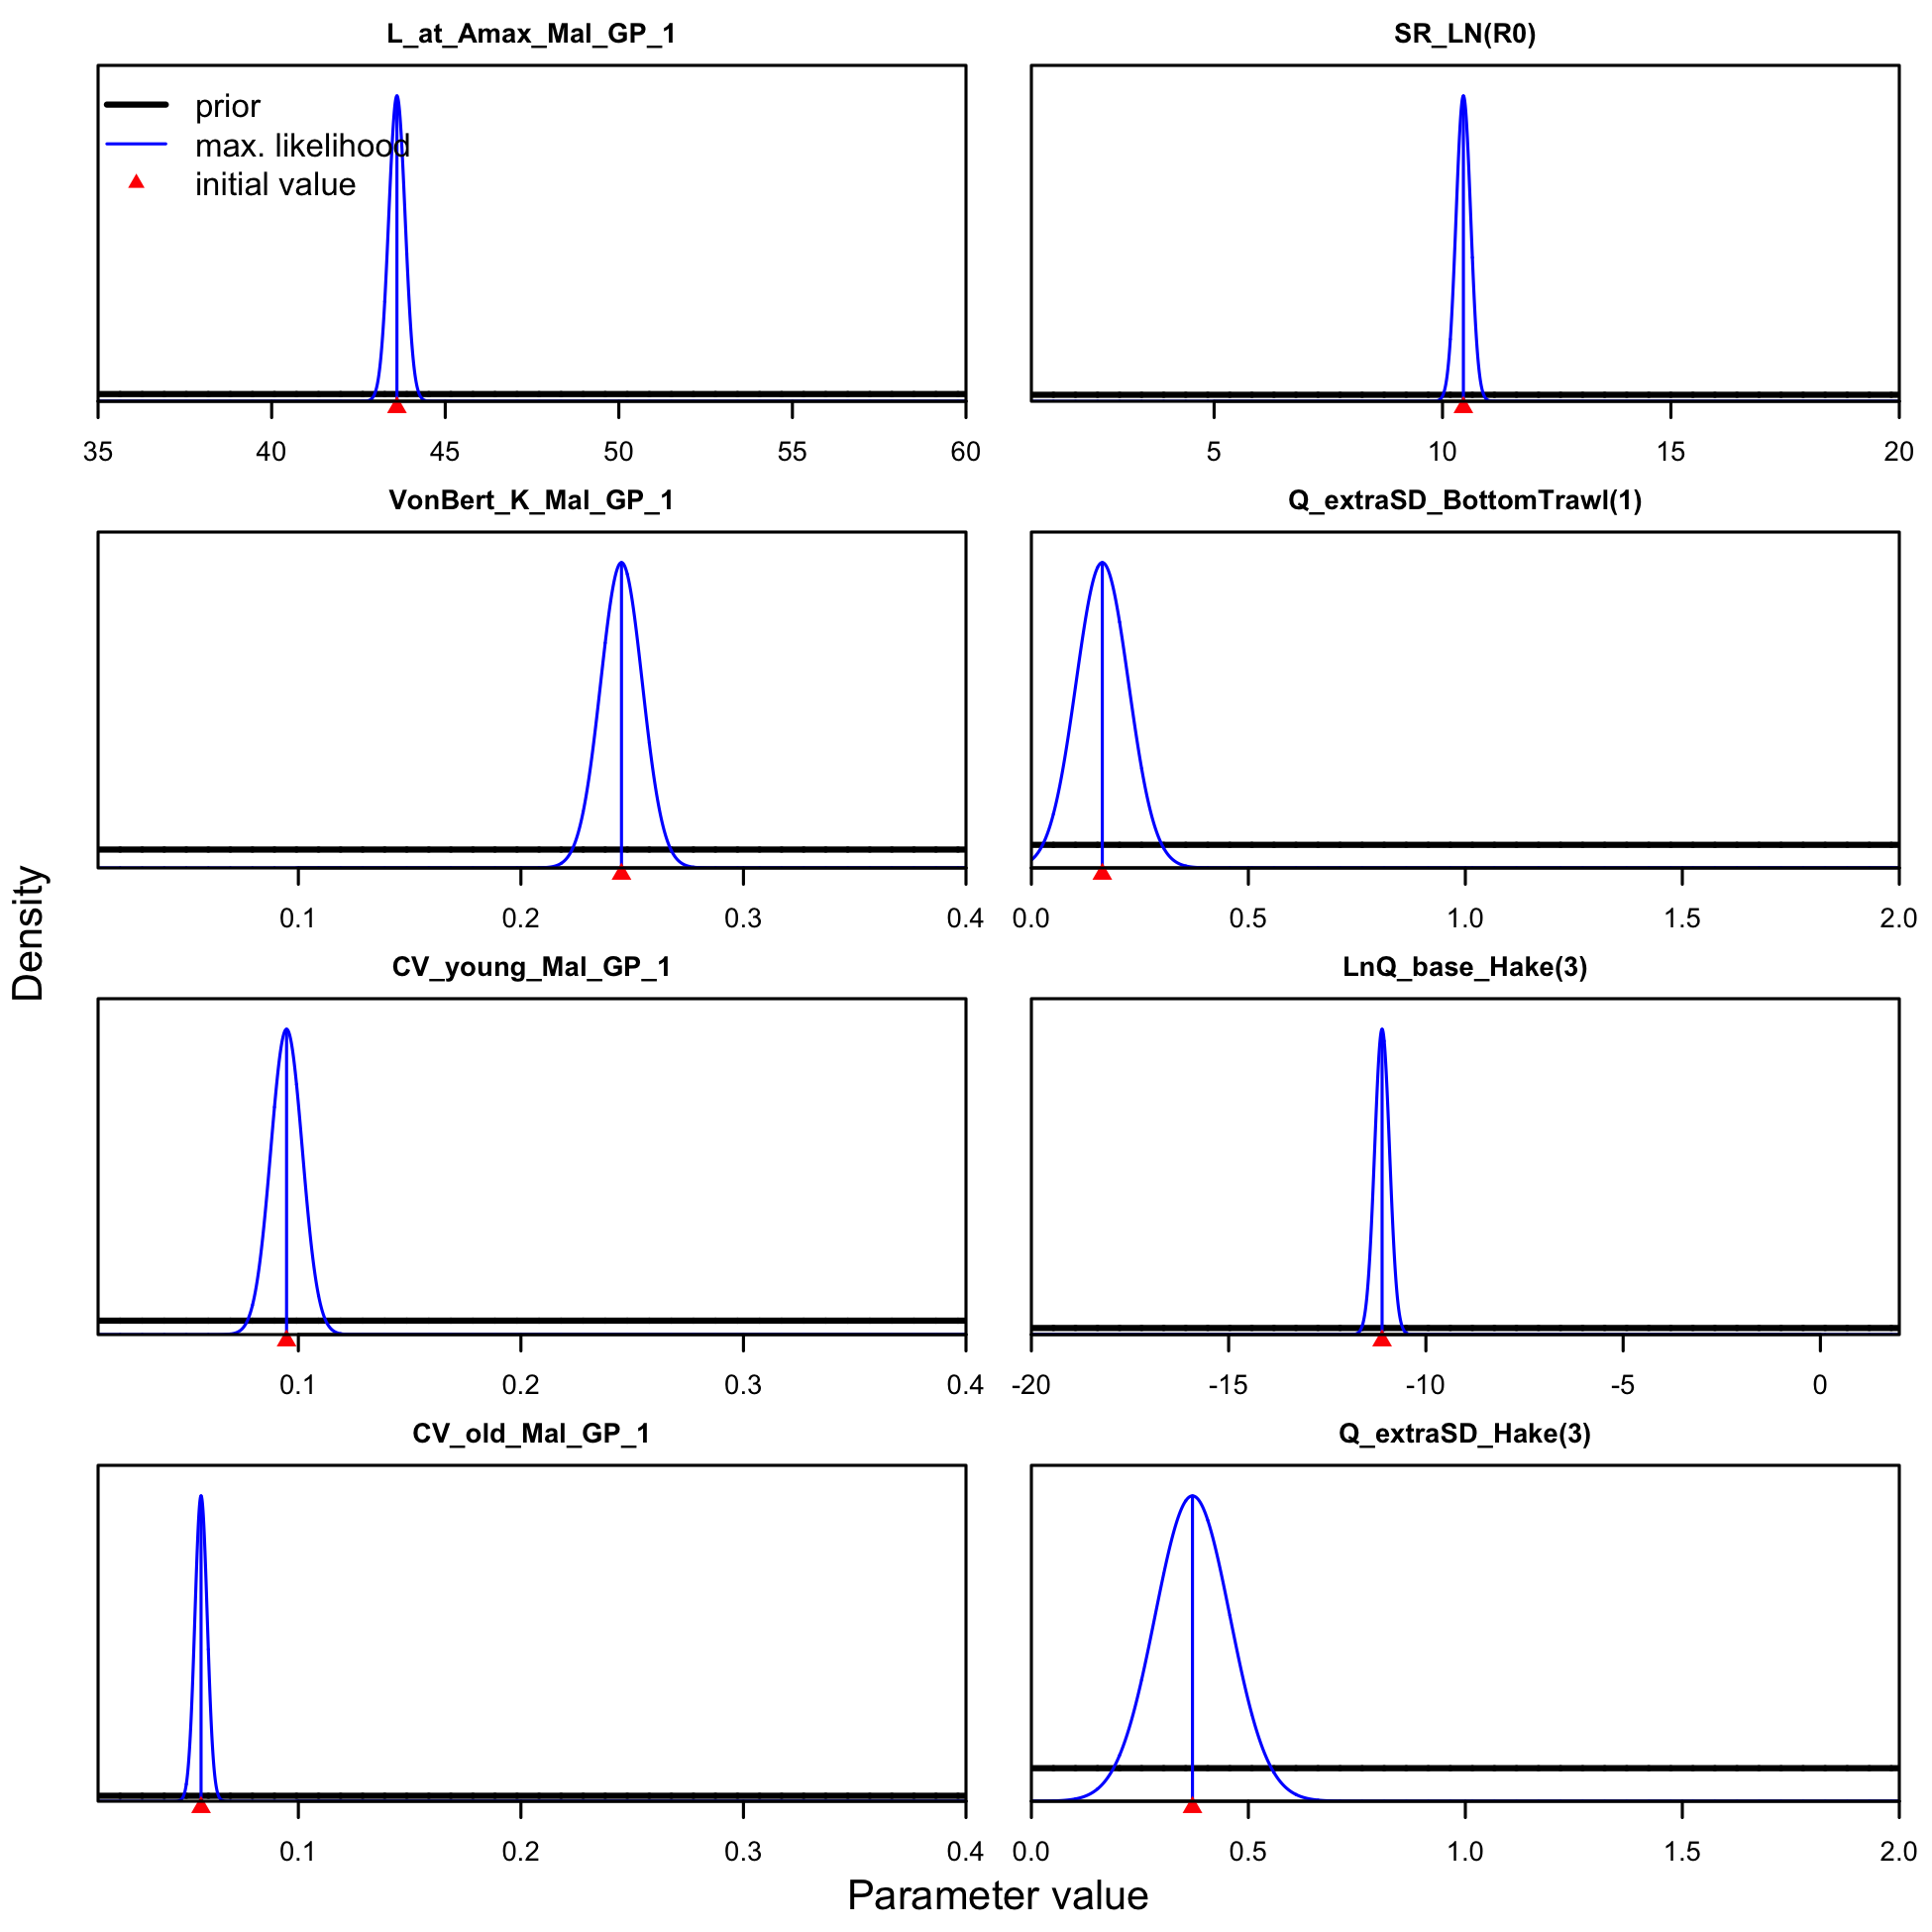 L_at_Amax_Mal_GP_1
prior
max. likelihood
initial value
35 40 45 50 55 60
SR_LN(R0)
5 10 15 20
VonBert_K_Mal_GP_1
0.1 0.2 0.3 0.4
Q_extraSD_BottomTrawl(1)
0.0 0.5 1.0 1.5 2.0
CV_young_Mal_GP_1
0.1 0.2 0.3 0.4
LnQ_base_Hake(3)
-20 -15 -10 -5 0
CV_old_Mal_GP_1
0.1 0.2 0.3 0.4
Q_extraSD_Hake(3)
0.0 0.5 1.0 1.5 2.0
Density
Parameter value